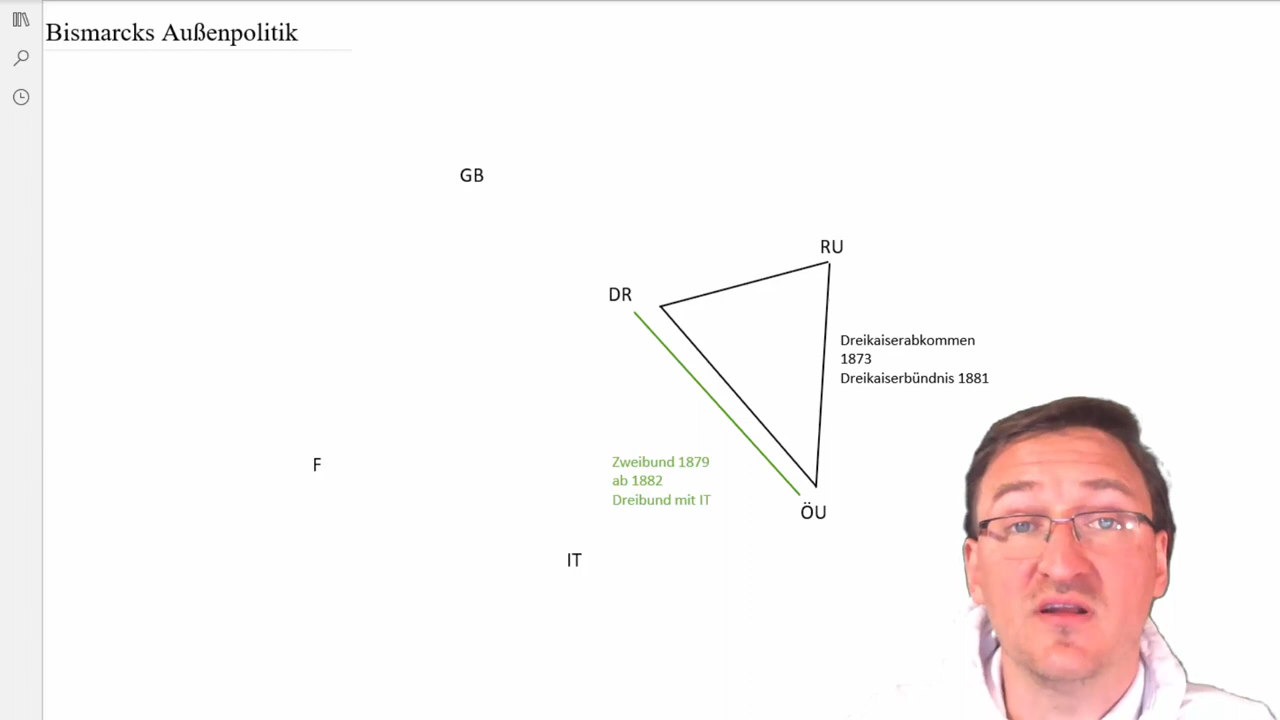 Bismarcks Außenpolitik
GB
RU
DR
Dreikaiserabkommen
1873
Dreikaiserbündnis 1881
Zweibund 1879
ab 1882
Dreibund mit IT
F
ÖU
IT